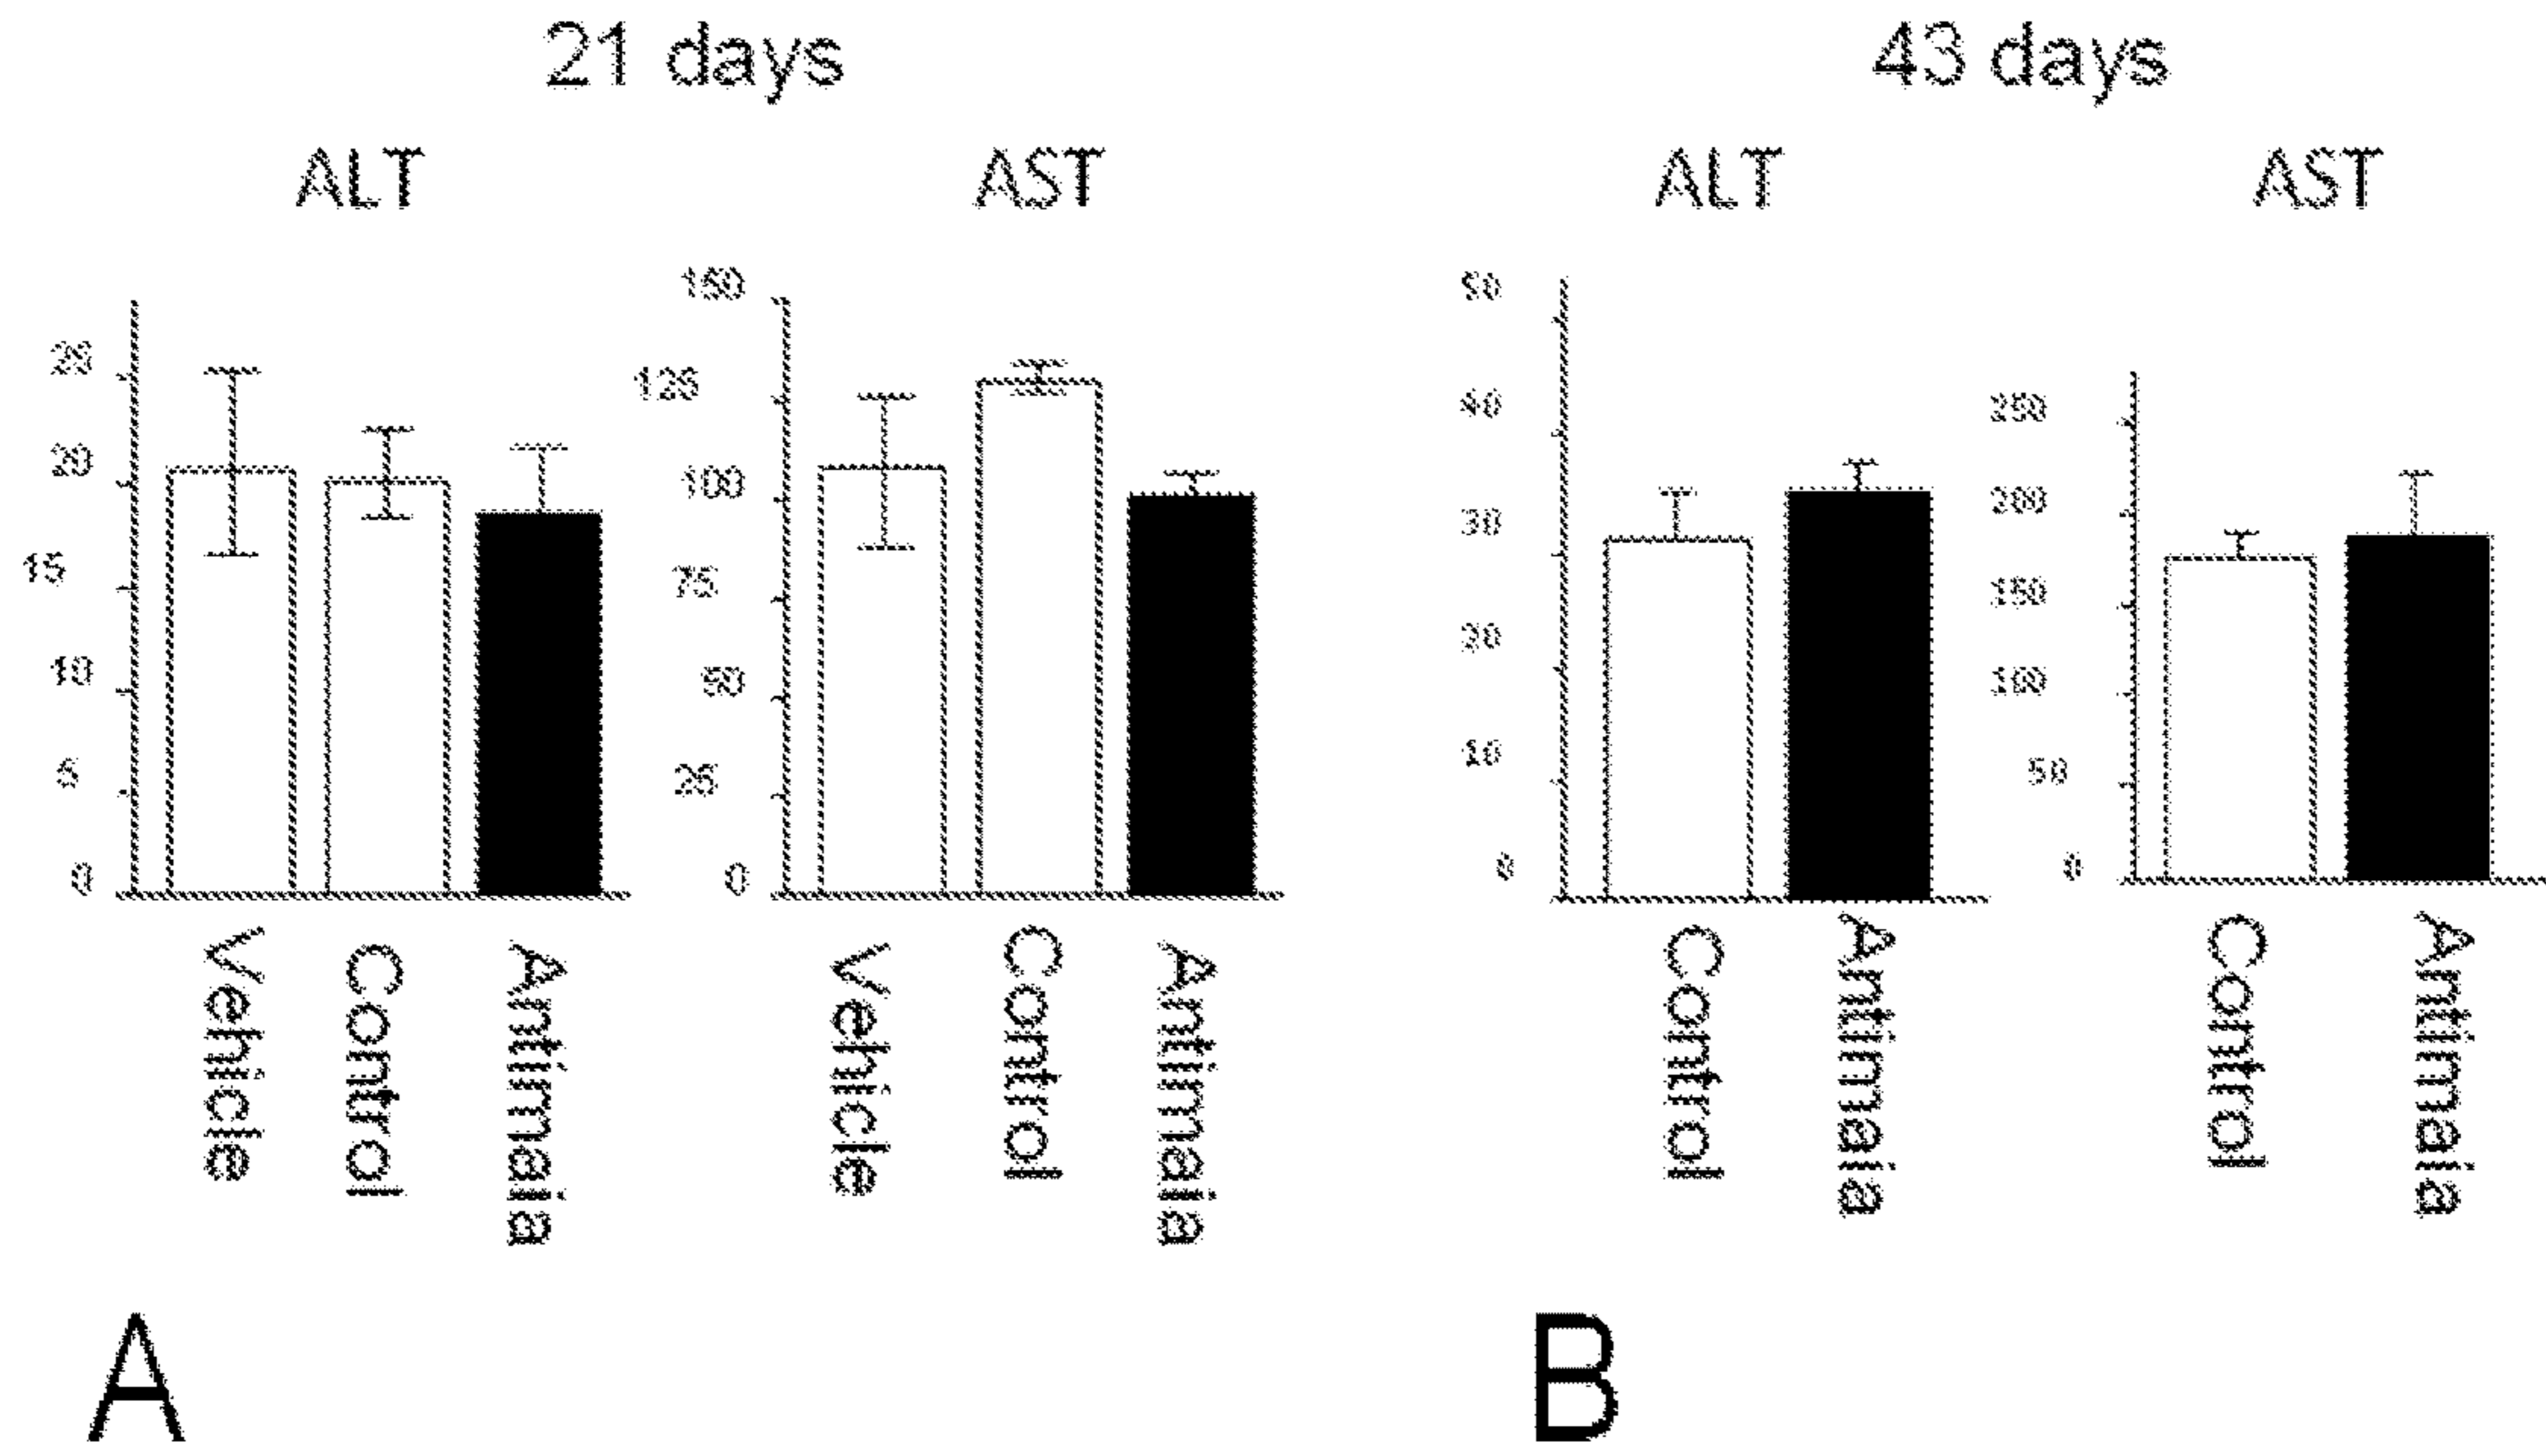 21 days
43 days
ALT
AST
ALT
AST
25
20
15
10
5
0
Vehicle
Control
Antimaia
150
125
100
75
50
25
0
Vehicle
Control
Antimaia
50
40
30
20
10
0
Control
Antimaia
250
200
150
100
50
0
Control
Antimaia
A
B